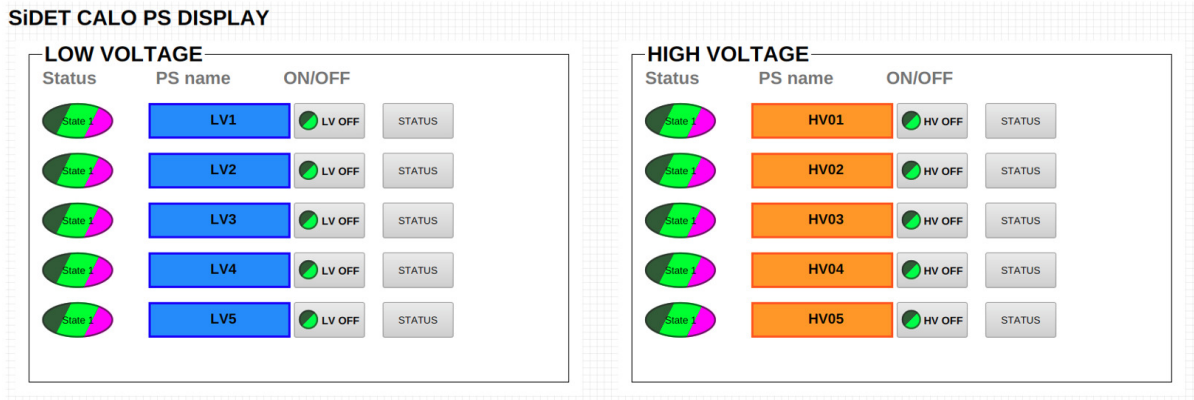 SiDET CALO PS DISPLAY
LOW VOLTAGE
Status PS name ON/OFF
State 1 LV1 LV OFF STATUS
State 1 LV2 LV OFF STATUS
State 1 LV3 LV OFF STATUS
State 1 LV4 LV OFF STATUS
State 1 LV5 LV OFF STATUS
HIGH VOLTAGE
Status PS name ON/OFF
State 1 HV01 HV OFF STATUS
State 1 HV02 HV OFF STATUS
State 1 HV03 HV OFF STATUS
State 1 HV04 HV OFF STATUS
State 1 HV05 HV OFF STATUS